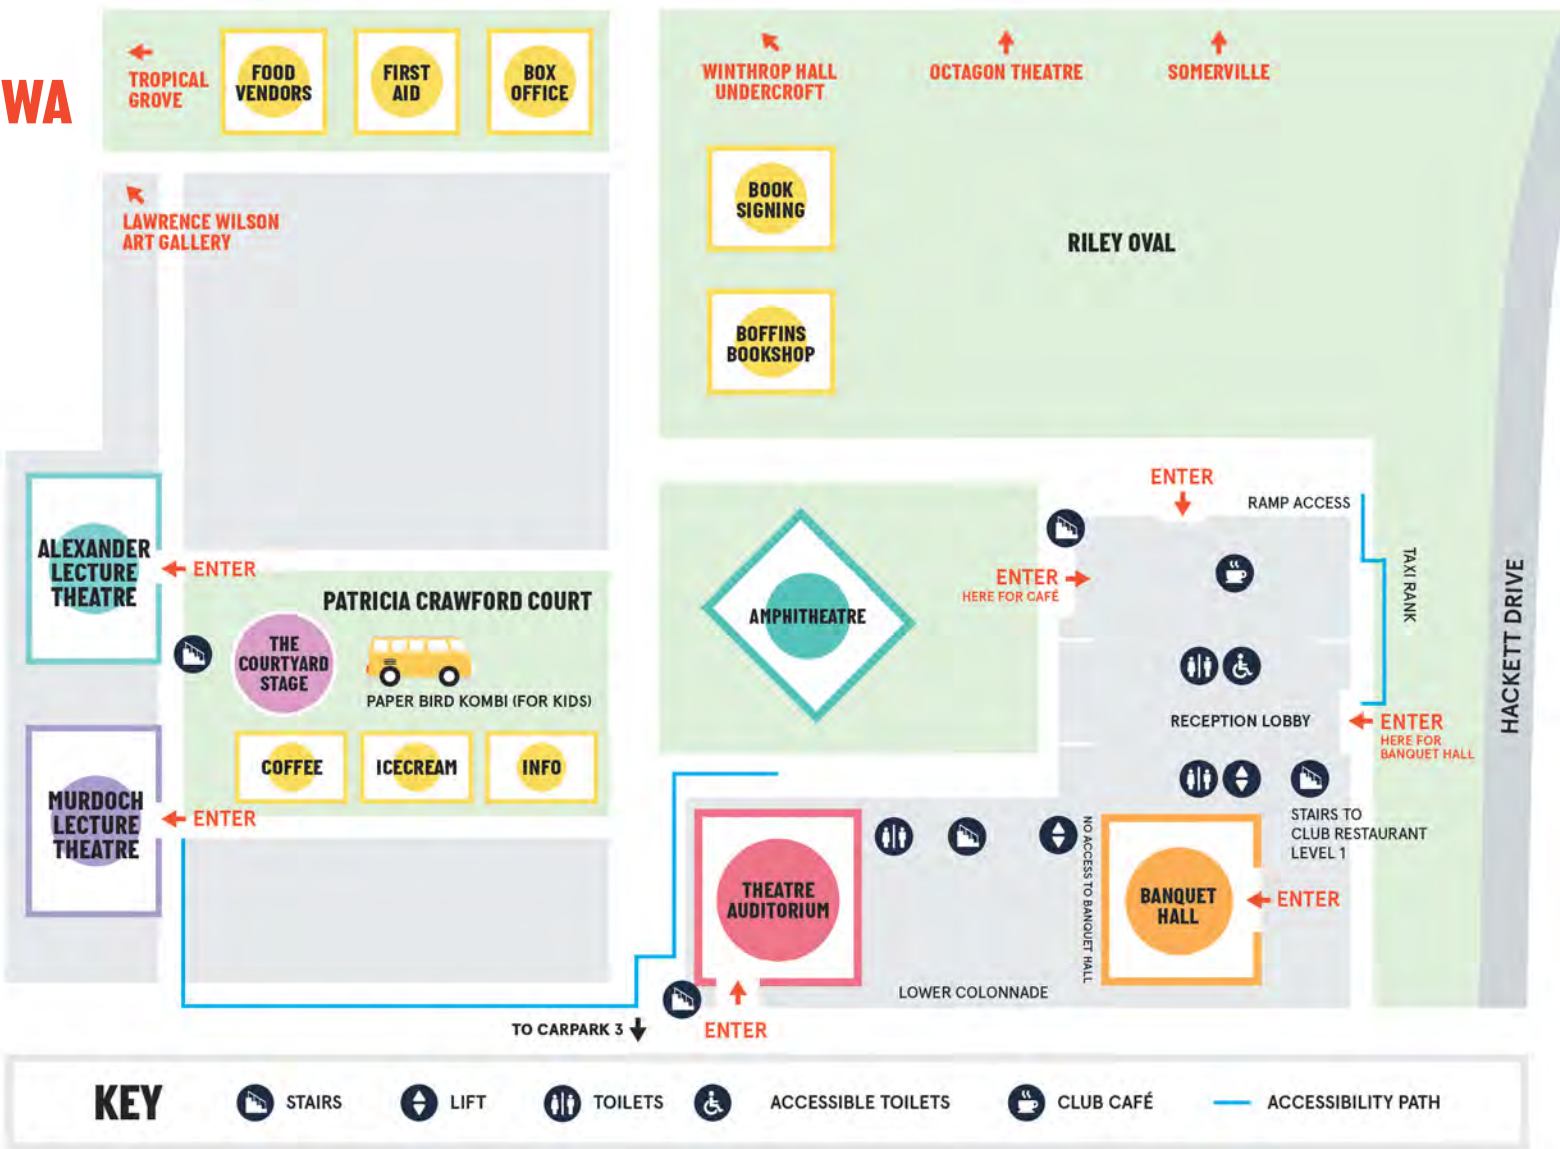 WA
TROPICAL
GROVE
FOOD
VENDORS
FIRST
AID
BOX
OFFICE
WINTHROP HALL
UNDERCROFT
OCTAGON THEATRE
SOMERVILLE
LAWRENCE WILSON
ART GALLERY
BOOK
SIGNING
RILEY OVAL
BOFFINS
BOOKSHOP
ALEXANDER
LECTURE
THEATRE
ENTER
PATRICIA CRAWFORD COURT
THE
COURTYARD
STAGE
PAPER BIRD KOMBI (FOR KIDS)
COFFEE
ICECREAM
INFO
MURDOCH
LECTURE
THEATRE
ENTER
AMPHITHEATRE
ENTER
RAMP ACCESS
ENTER
HERE FOR CAFÉ
TAXI RANK
HACKETT DRIVE
RECEPTION LOBBY
ENTER
HERE FOR
BANQUET HALL
STAIRS TO
CLUB RESTAURANT
LEVEL 1
THEATRE
AUDITORIUM
NO ACCESS TO BANQUET HALL
BANQUET
HALL
ENTER
LOWER COLONNADE
TO CARPARK 3
ENTER
KEY
STAIRS
LIFT
TOILETS
ACCESSIBLE TOILETS
CLUB CAFÉ
ACCESSIBILITY PATH